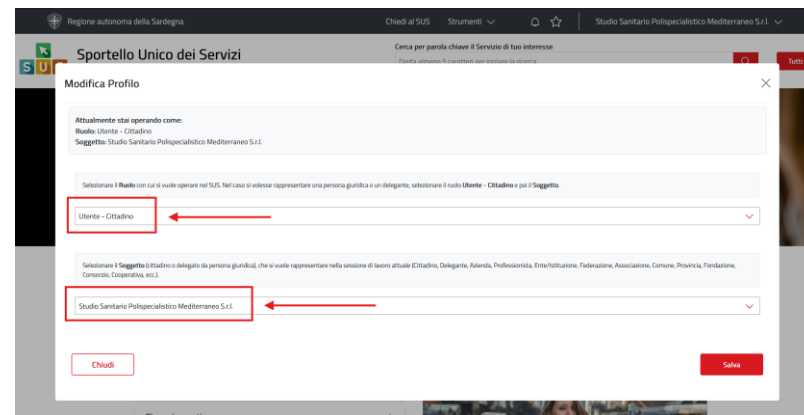 Regione autonoma della Sardegna
Chiedi al SUS
Strumenti
Studio Sanitario Polispecialistico Mediterraneo S.r.l.
SU
Sportello Unico dei Servizi
Cerca per parola chiave il Servizio di tuo interesse
Digita almeno 5 caratteri per iniziare la ricerca
Tutti
Modifica Profilo
Attualmente stai operando come:
Ruolo: Utente - Cittadino
Soggetto: Studio Sanitario Polispecialistico Mediterraneo S.r.l.
Selezionare il Ruolo con cui si vuole operare nel SUS. Nel caso si volesse rappresentare una persona giuridica o un delegante, selezionare il ruolo Utente - Cittadino e poi il Soggetto.
Utente - Cittadino
Selezionare il Soggetto (cittadino o delegato da persona giuridica), che si vuole rappresentare nella sessione di lavoro attuale (Cittadino, Delegante, Azienda, Professionista, Ente/Istituzione, Federazione, Associazione, Comune, Provincia, Fondazione,
Consorzio, Cooperativa, ecc.).
Studio Sanitario Polispecialistico Mediterraneo S.r.l.
Chiudi
Salva